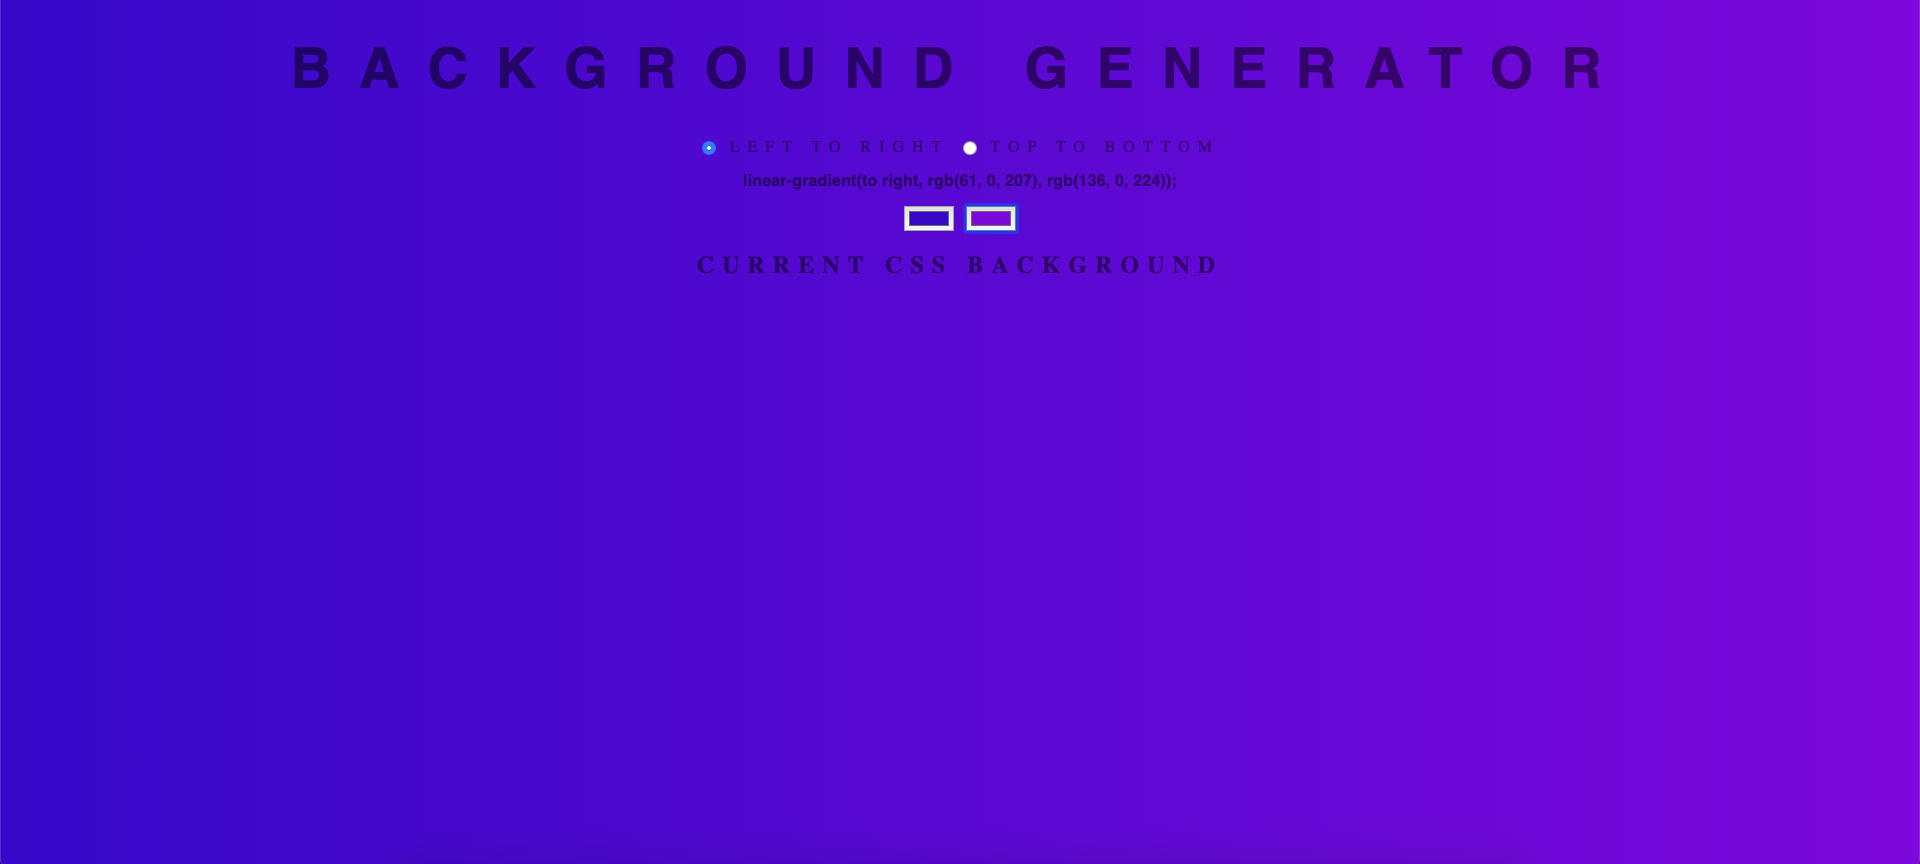 BACKGROUND GENERATOR
LEFT TO RIGHT TOP TO BOTTOM
linear-gradient(to right, rgb(61, 0, 207), rgb(136, 0, 224));
CURRENT CSS BACKGROUND